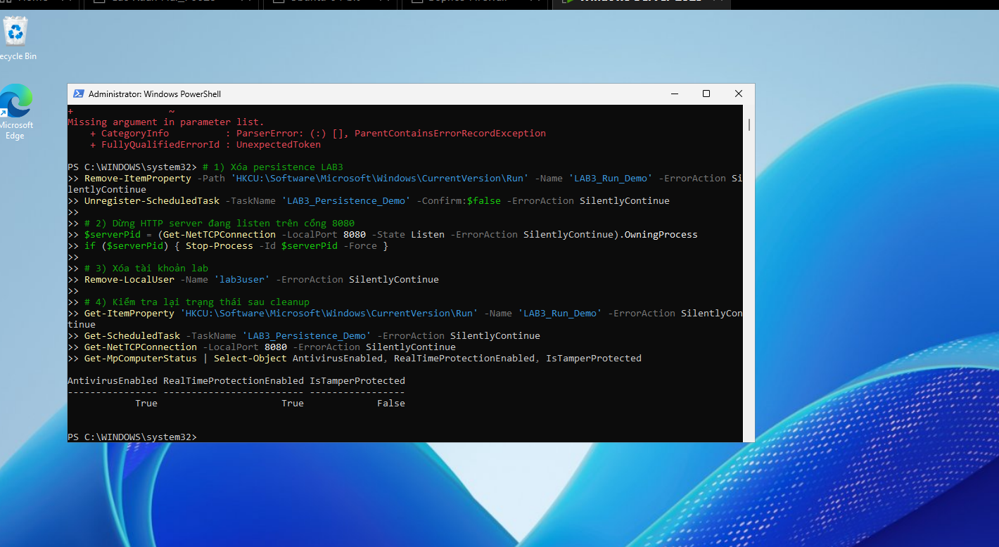 ecycle Bin
Microsoft
Edge
Administrator: Windows PowerShell
+ ~
Missing argument in parameter list.
+ CategoryInfo : ParserError: (:) [], ParentContainsErrorRecordException
+ FullyQualifiedErrorId : UnexpectedToken
PS C:\WINDOWS\system32> # 1) Xóa persistence LAB3
>> Remove-ItemProperty -Path 'HKCU:\Software\Microsoft\Windows\CurrentVersion\Run' -Name 'LAB3_Run_Demo' -ErrorAction Si
lentlyContinue
>> Unregister-ScheduledTask -TaskName 'LAB3_Persistence_Demo' -Confirm:$false -ErrorAction SilentlyContinue
>>
>> # 2) Dừng HTTP server đang listen trên cổng 8080
>> $serverPid = (Get-NetTCPConnection -LocalPort 8080 -State Listen -ErrorAction SilentlyContinue).OwningProcess
>> if ($serverPid) { Stop-Process -Id $serverPid -Force }
>>
>> # 3) Xóa tài khoản lab
>> Remove-LocalUser -Name 'lab3user' -ErrorAction SilentlyContinue
>>
>> # 4) Kiểm tra lại trạng thái sau cleanup
>> Get-ItemProperty 'HKCU:\Software\Microsoft\Windows\CurrentVersion\Run' -Name 'LAB3_Run_Demo' -ErrorAction SilentlyCon
tinue
>> Get-ScheduledTask -TaskName 'LAB3_Persistence_Demo' -ErrorAction SilentlyContinue
>> Get-NetTCPConnection -LocalPort 8080 -ErrorAction SilentlyContinue
>> Get-MpComputerStatus | Select-Object AntivirusEnabled, RealTimeProtectionEnabled, IsTamperProtected
AntivirusEnabled RealTimeProtectionEnabled IsTamperProtected
---------------- ------------------------- -----------------
True True False
PS C:\WINDOWS\system32>